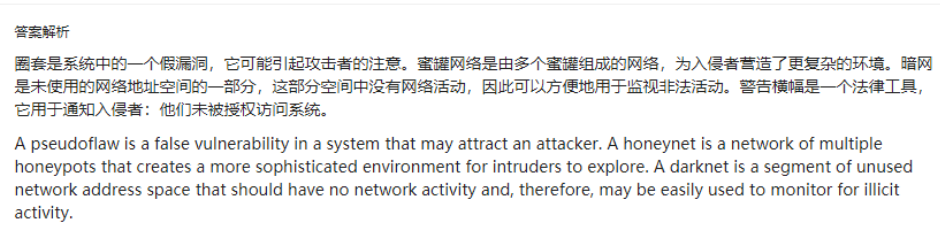 答案解析
圈套是系统中的一个假漏洞，它可能引起攻击者的注意。蜜罐网络是由多个蜜罐组成的网络，为入侵者营造了更复杂的环境。暗网
是未使用的网络地址空间的一部分，这部分空间中没有网络活动，因此可以方便地用于监视非法活动。警告横幅是一个法律工具，
它用于通知入侵者：他们未被授权访问系统。
A pseudoflaw is a false vulnerability in a system that may attract an attacker. A honeynet is a network of multiple
honeypots that creates a more sophisticated environment for intruders to explore. A darknet is a segment of unused
network address space that should have no network activity and, therefore, may be easily used to monitor for illicit
activity.